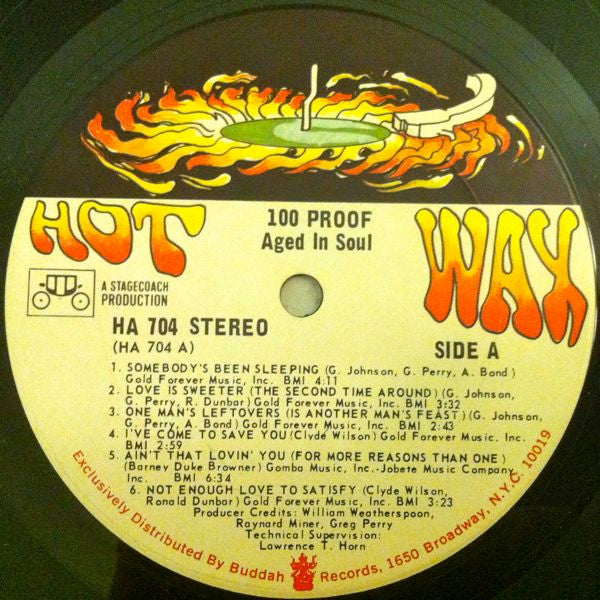 HOT WAX
100 PROOF
Aged In Soul
A STAGECOACH
PRODUCTION
HA 704 STEREO
(HA 704 A)
SIDE A
1. SOMEBODY'S BEEN SLEEPING (G. Johnson, G. Perry, A. Bond)
Gold Forever Music, Inc. BMI 4:11
2. LOVE IS SWEETER (THE SECOND TIME AROUND) (G. Johnson,
G. Perry, R. Dunbar) Gold Forever Music, Inc. BMI 3:32
3. ONE MAN'S LEFTOVERS (IS ANOTHER MAN'S FEAST) (G. Johnson,
G. Perry, A. Bond) Gold Forever Music, Inc. BMI 2:43
4. I'VE COME TO SAVE YOU (Clyde Wilson) Gold Forever Music, Inc.
BMI 2:59
5. AIN'T THAT LOVIN' YOU (FOR MORE REASONS THAN ONE)
(Barney Duke Browner) Gomba Music, Inc.-Jobete Music Company
Inc. BMI 6:34
6. NOT ENOUGH LOVE TO SATISFY (Clyde Wilson,
Ronald Dunbar) Gold Forever Music, Inc. BMI 3:23
Producer Credits: William Weatherspoon,
Raynard Miner, Greg Perry
Technical Supervision:
Lawrence T. Horn
Exclusively Distributed By Buddah Records, 1650 Broadway, N.Y.C. 10019